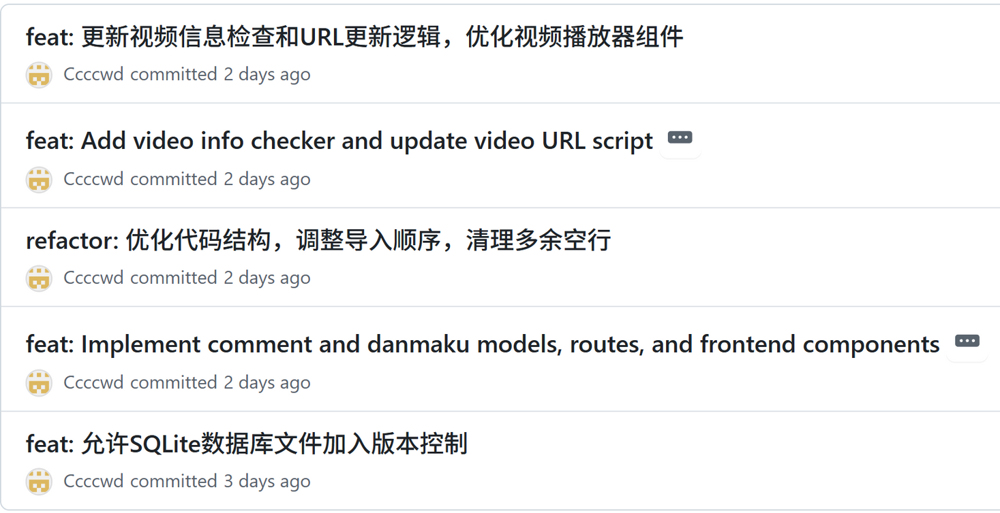 feat: 更新视频信息检查和URL更新逻辑，优化视频播放器组件
Ccccwd committed 2 days ago
feat: Add video info checker and update video URL script
Ccccwd committed 2 days ago
refactor: 优化代码结构，调整导入顺序，清理多余空行
Ccccwd committed 2 days ago
feat: Implement comment and danmaku models, routes, and frontend components
Ccccwd committed 2 days ago
feat: 允许SQLite数据库文件加入版本控制
Ccccwd committed 3 days ago